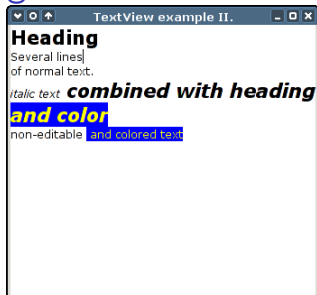 TextView example II.
Heading
Several lines
of normal text.
italic text combined with heading
and color
non-editable and colored text